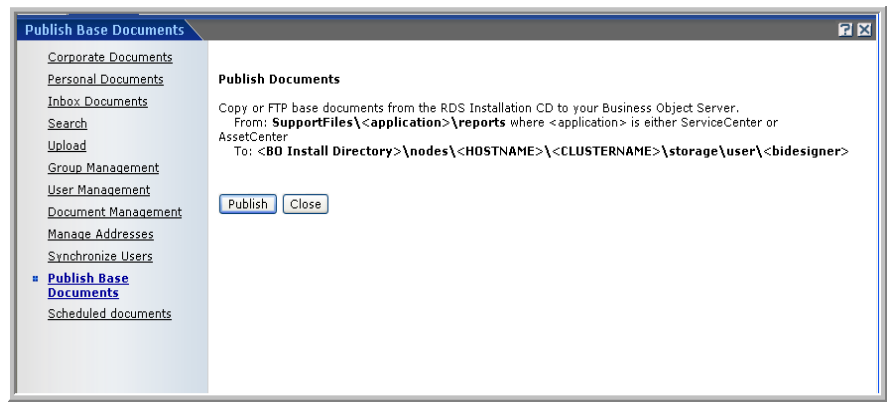 Publish Base Documents
Corporate Documents
Personal Documents
Inbox Documents
Search
Upload
Group Management
User Management
Document Management
Manage Addresses
Synchronize Users
Publish Base
Documents
Scheduled documents
Publish Documents
Copy or FTP base documents from the RDS Installation CD to your Business Object Server.
From: SupportFiles\<application>\reports where <application> is either ServiceCenter or
AssetCenter
To: <BO Install Directory>\nodes\<HOSTNAME>\<CLUSTERNAME>\storage\user\<bidesigner>
Publish Close